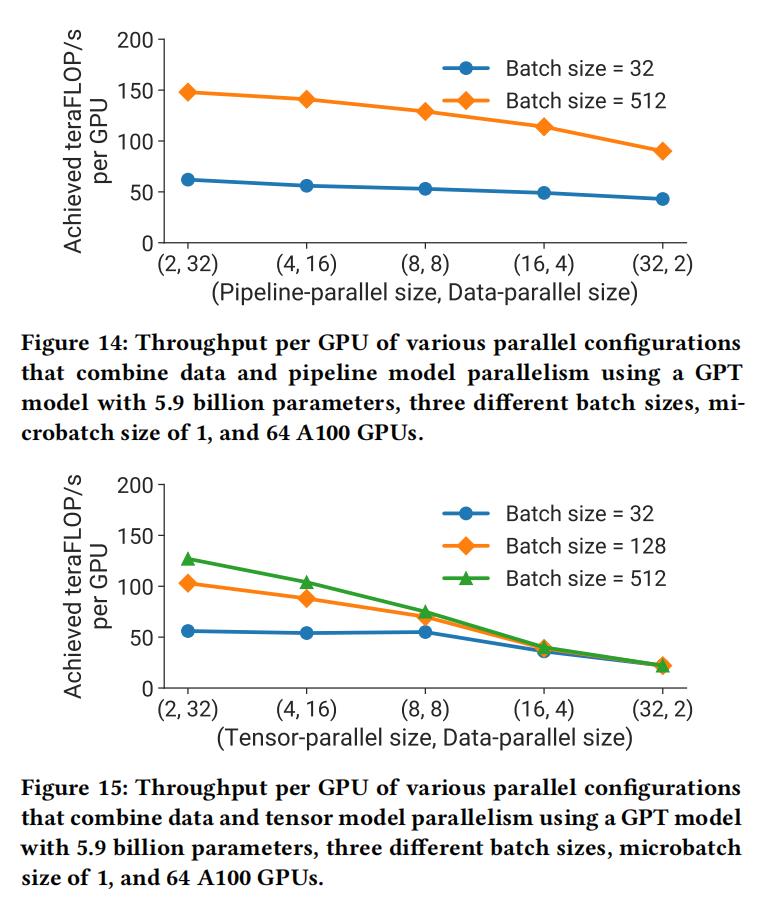 Achieved teraFLOP/s
per GPU
200
150
100
50
0
Batch size = 32
Batch size = 512
(2, 32) (4, 16) (8, 8) (16, 4) (32, 2)
(Pipeline-parallel size, Data-parallel size)
Figure 14: Throughput per GPU of various parallel configurations
that combine data and pipeline model parallelism using a GPT
model with 5.9 billion parameters, three different batch sizes, mi-
crobatch size of 1, and 64 A100 GPUs.
Achieved teraFLOP/s
per GPU
200
150
100
50
0
Batch size = 32
Batch size = 128
Batch size = 512
(2, 32) (4, 16) (8, 8) (16, 4) (32, 2)
(Tensor-parallel size, Data-parallel size)
Figure 15: Throughput per GPU of various parallel configurations
that combine data and tensor model parallelism using a GPT model
with 5.9 billion parameters, three different batch sizes, microbatch
size of 1, and 64 A100 GPUs.